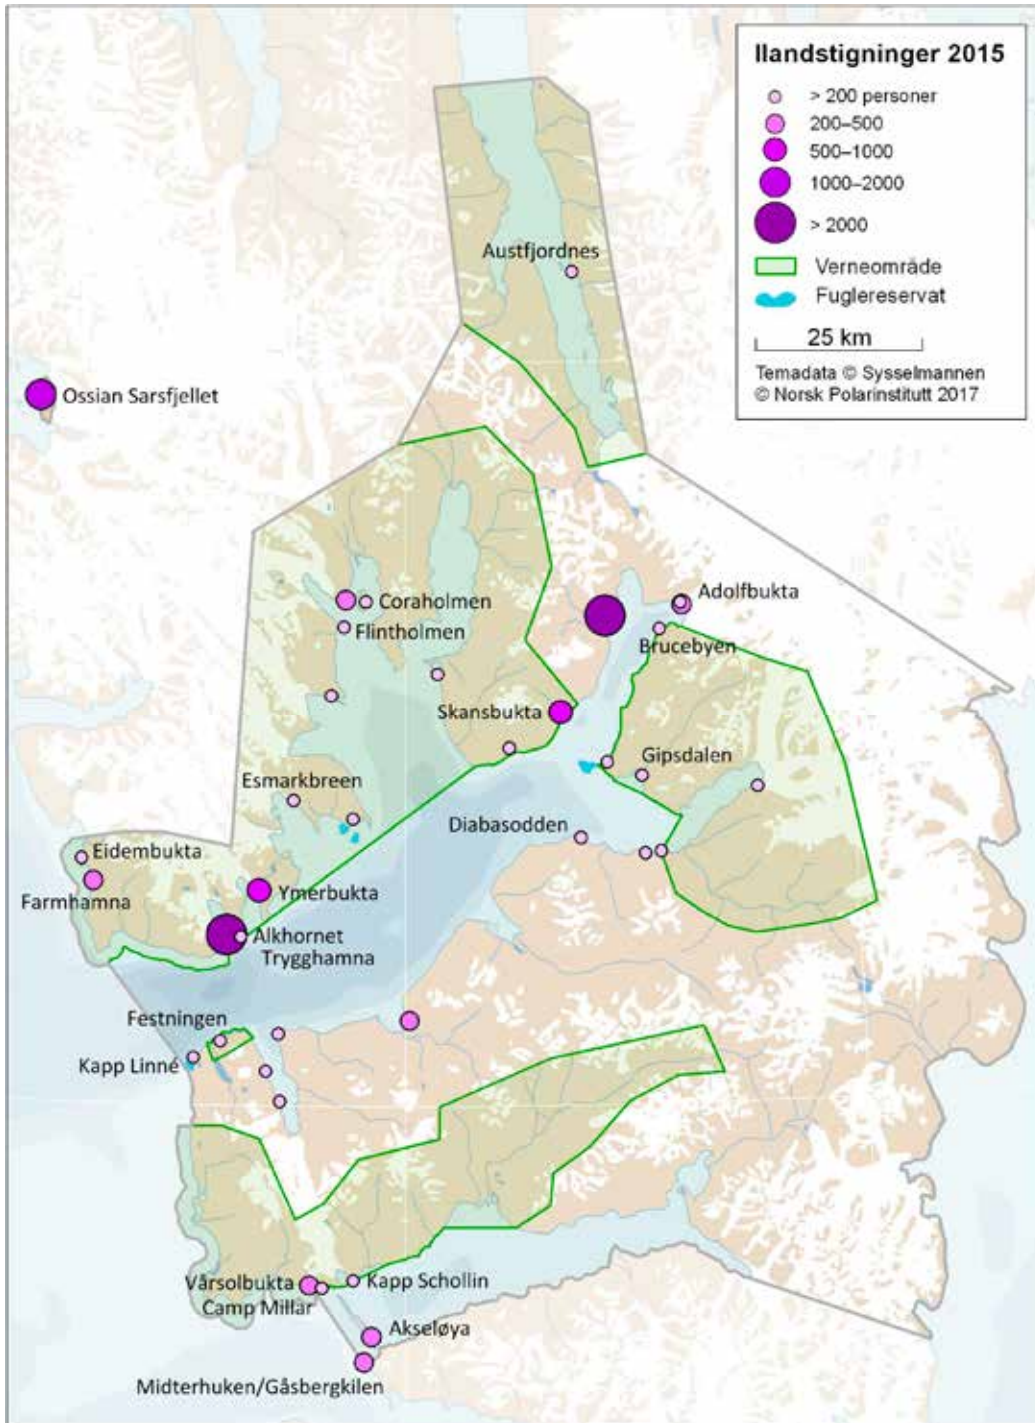 Ilandstigninger 2015
> 200 personer
200–500
500–1000
1000–2000
> 2000
Verneområde
Fuglereservat
25 km
Temadata © Sysselmannen
© Norsk Polarinstitutt 2017
Austfjordnes
Ossian Sarsfjellet
Coraholmen
Flintholmen
Adolfbukta
Brucebyen
Skansbukta
Gipsdalen
Esmarkbreen
Diabasodden
Eidembukta
Farmhamna
Ymerbukta
Alkhornet
Trygghamna
Festningen
Kapp Linné
Vårsolbukta
Camp Millar
Kapp Schollin
Akseløya
Midterhuken/Gåsbergkilen